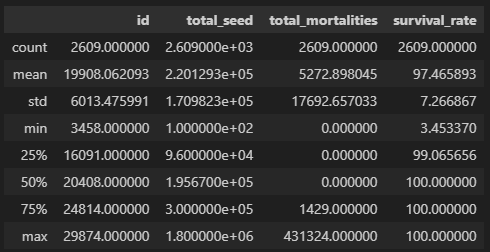 id total_seed total_mortalities survival_rate
count 2609.000000 2.609000e+03 2609.000000 2609.000000
mean 19908.062093 2.201293e+05 5272.898045 97.465893
std 6013.475991 1.709823e+05 17692.657033 7.266867
min 3458.000000 1.000000e+02 0.000000 3.453370
25% 16091.000000 9.600000e+04 0.000000 99.065656
50% 20408.000000 1.956700e+05 0.000000 100.000000
75% 24814.000000 3.000000e+05 1429.000000 100.000000
max 29874.000000 1.800000e+06 431324.000000 100.000000